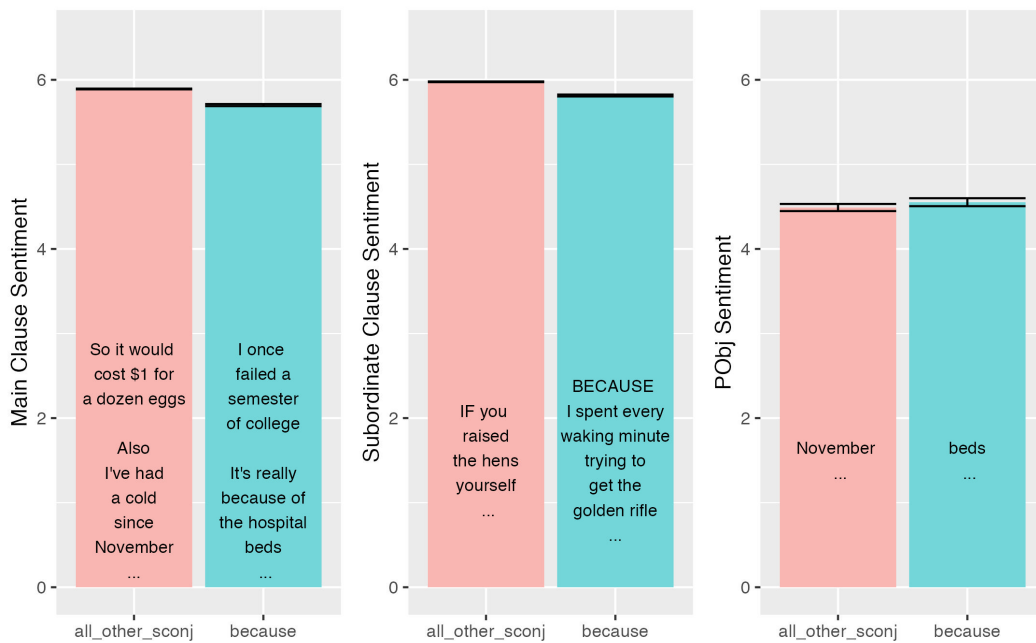 Main Clause Sentiment
6
4
2
0
So it would
cost $1 for
a dozen eggs
Also
I've had
a cold
since
November
...
I once
failed a
semester
of college
It's really
because of
the hospital
beds
...
all_other_sconj
because
Subordinate Clause Sentiment
6
4
2
0
IF you
raised
the hens
yourself
...
BECAUSE
I spent every
waking minute
trying to
get the
golden rifle
...
all_other_sconj
because
PObj Sentiment
6
4
2
0
November
...
beds
...
all_other_sconj
because